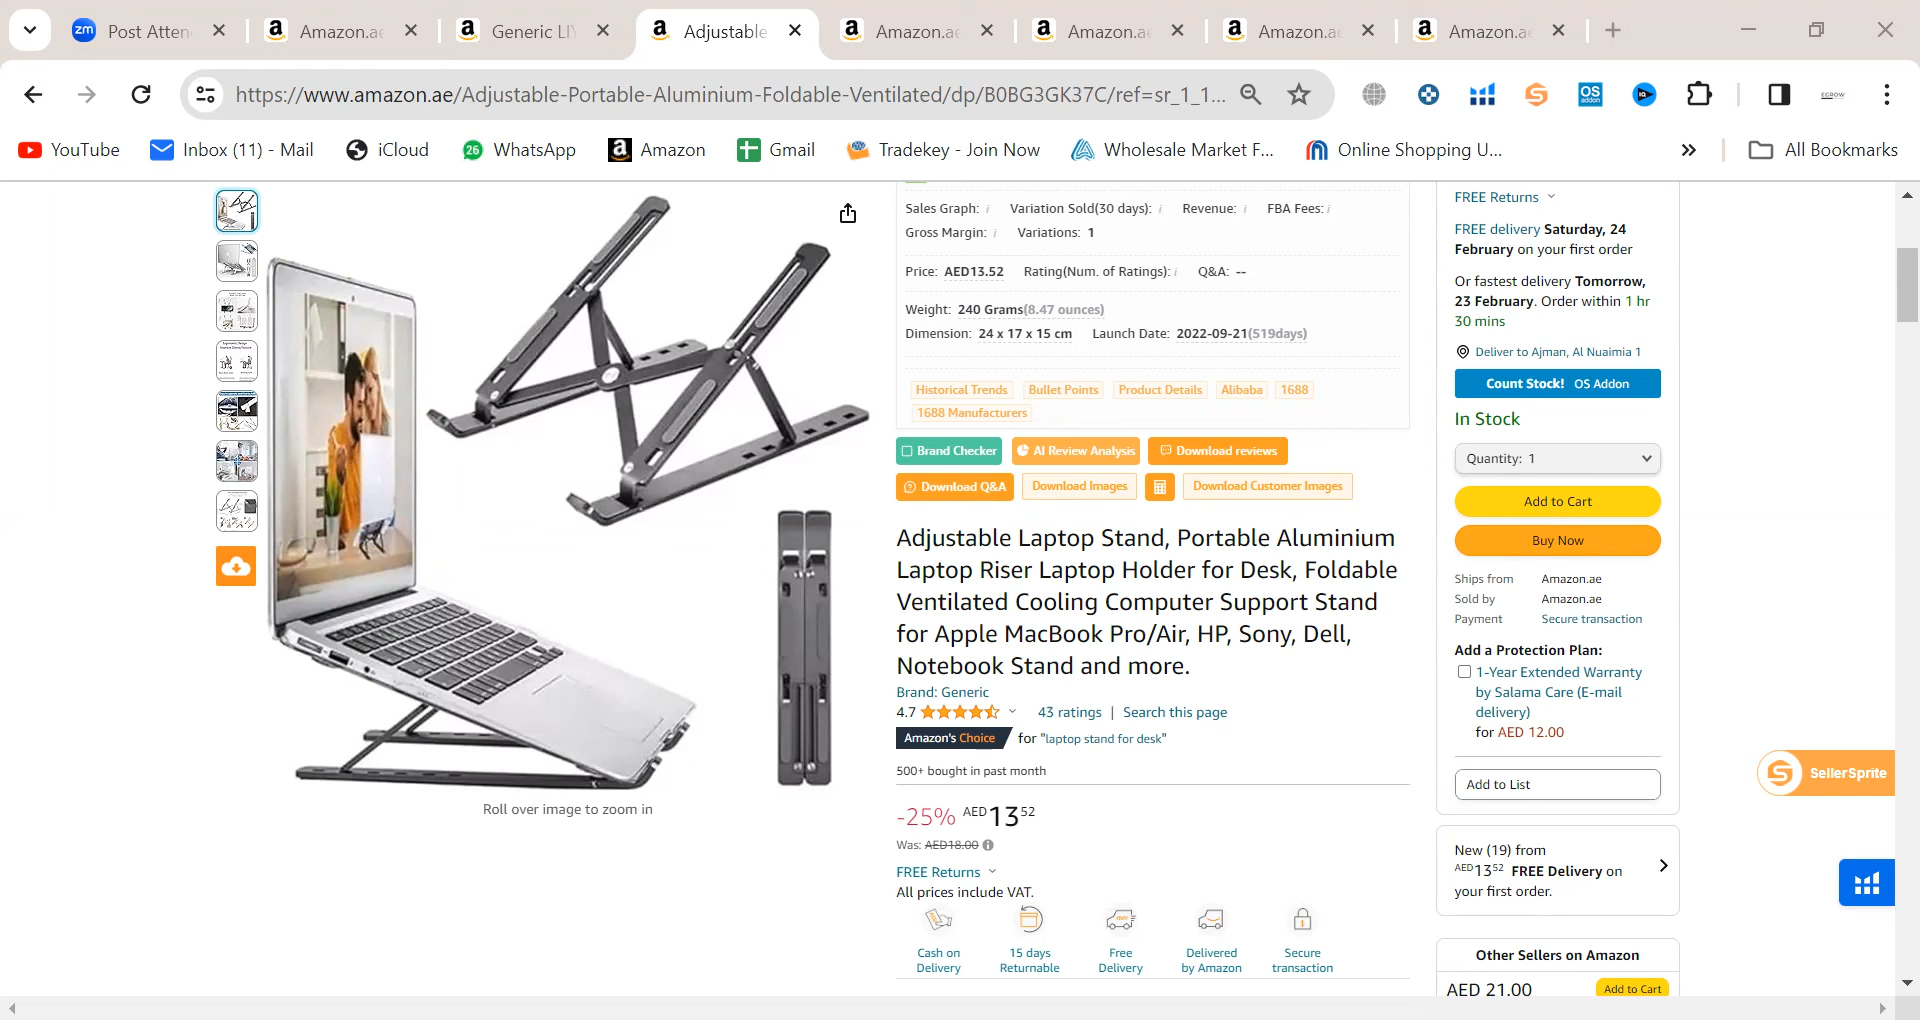 zm Post Atten
Amazon.ae
Generic LIY
Adjustable
Amazon.ae
Amazon.ae
Amazon.ae
Amazon.ae
https://www.amazon.ae/Adjustable-Portable-Aluminium-Foldable-Ventilated/dp/B0BG3GK37C/ref=sr_1_1...
OS addon
EGROW
YouTube
Inbox (11) - Mail
iCloud
26 WhatsApp
Amazon
Gmail
Tradekey - Join Now
Wholesale Market F...
Online Shopping U...
»
All Bookmarks
Roll over image to zoom in
Sales Graph: i Variation Sold(30 days): i Revenue: i FBA Fees: i
Gross Margin: i Variations: 1
Price: AED13.52 Rating(Num. of Ratings): i Q&A: --
Weight: 240 Grams(8.47 ounces)
Dimension: 24 x 17 x 15 cm Launch Date: 2022-09-21(519days)
Historical Trends Bullet Points Product Details Alibaba 1688
1688 Manufacturers
Brand Checker AI Review Analysis Download reviews
Download Q&A Download Images Download Customer Images
Adjustable Laptop Stand, Portable Aluminium
Laptop Riser Laptop Holder for Desk, Foldable
Ventilated Cooling Computer Support Stand
for Apple MacBook Pro/Air, HP, Sony, Dell,
Notebook Stand and more.
Brand: Generic
4.7 43 ratings | Search this page
Amazon's Choice for "laptop stand for desk"
500+ bought in past month
-25% AED 13 52
Was: AED18.00
FREE Returns
All prices include VAT.
Cash on Delivery
15 days Returnable
Free Delivery
Delivered by Amazon
Secure transaction
FREE Returns
FREE delivery Saturday, 24
February on your first order
Or fastest delivery Tomorrow,
23 February. Order within 1 hr
30 mins
Deliver to Ajman, Al Nuaimia 1
Count Stock! OS Addon
In Stock
Quantity: 1
Add to Cart
Buy Now
Ships from Amazon.ae
Sold by Amazon.ae
Payment Secure transaction
Add a Protection Plan:
1-Year Extended Warranty
by Salama Care (E-mail
delivery)
for AED 12.00
Add to List
New (19) from
AED 13 52 FREE Delivery on
your first order.
Other Sellers on Amazon
AED 21.00 Add to Cart
SellerSprite